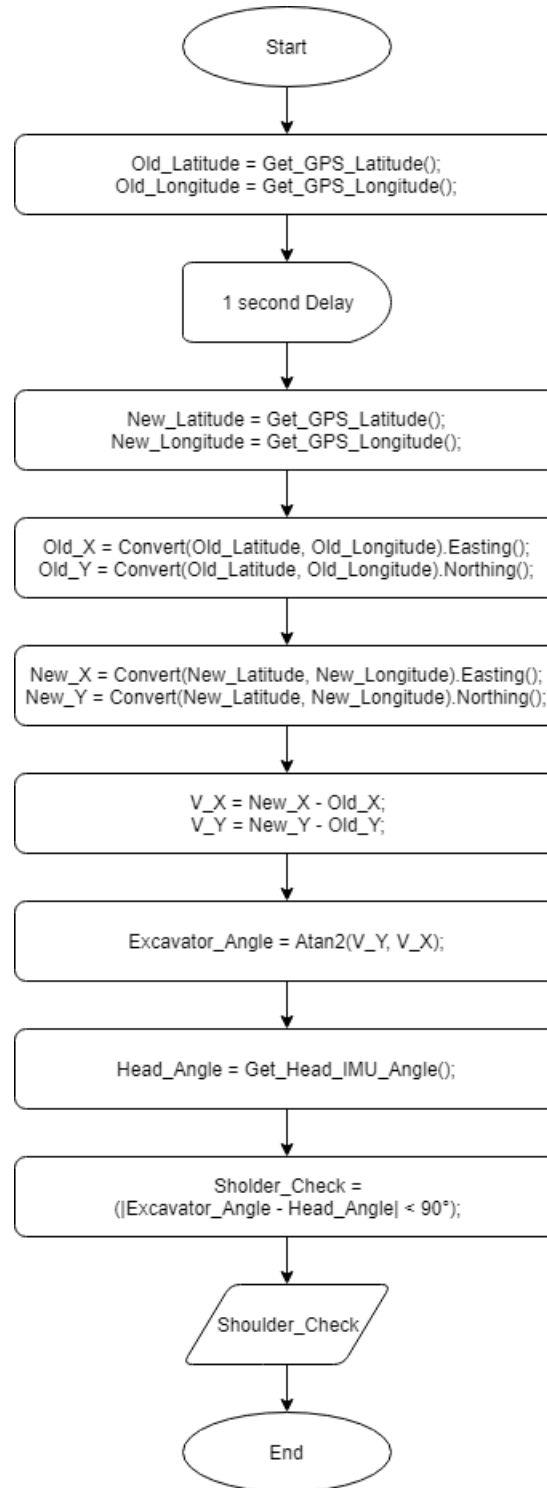 Start
Old_Latitude = Get_GPS_Latitude();
Old_Longitude = Get_GPS_Longitude();
1 second Delay
New_Latitude = Get_GPS_Latitude();
New_Longitude = Get_GPS_Longitude();
Old_X = Convert(Old_Latitude, Old_Longitude).Easting();
Old_Y = Convert(Old_Latitude, Old_Longitude).Northing();
New_X = Convert(New_Latitude, New_Longitude).Easting();
New_Y = Convert(New_Latitude, New_Longitude).Northing();
V_X = New_X - Old_X;
V_Y = New_Y - Old_Y;
Excavator_Angle = Atan2(V_Y, V_X);
Head_Angle = Get_Head_IMU_Angle();
Sholder_Check =
(|Excavator_Angle - Head_Angle| < 90°);
Shoulder_Check
End